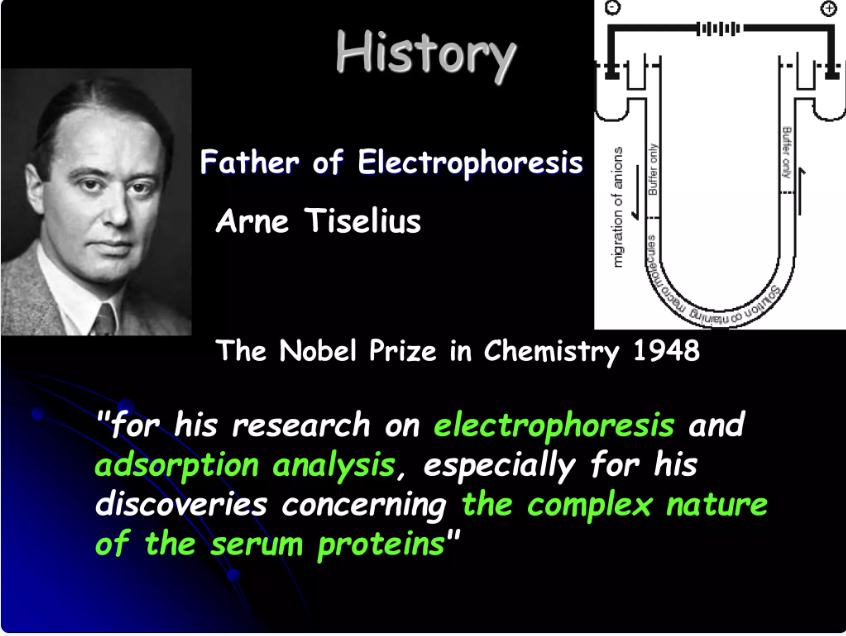 History
Father of Electrophoresis
Arne Tiselius
The Nobel Prize in Chemistry 1948
"for his research on electrophoresis and
adsorption analysis, especially for his
discoveries concerning the complex nature
of the serum proteins"
-
+
migration of anions
Buffer only
Buffer only
Solution containing macromolecules